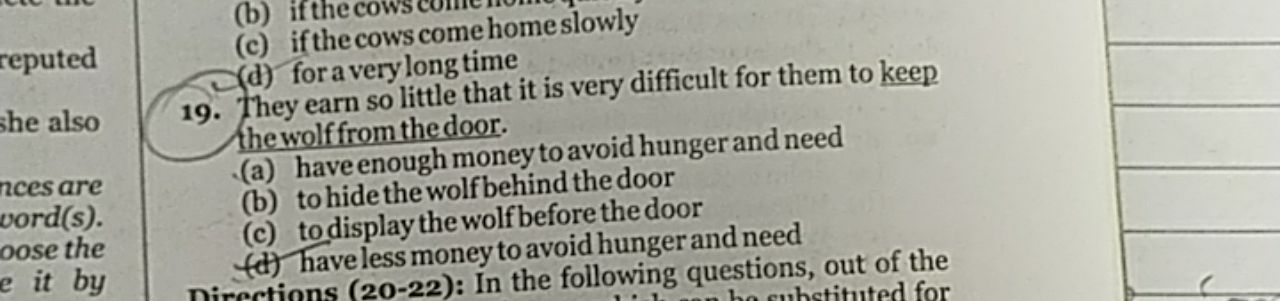 reputed
she also
nces are
word(s).
oose the
e it by
(b) if the cows come home
(c) if the cows come home slowly
(d) for a very long time
19. They earn so little that it is very difficult for them to keep
the wolf from the door.
(a) have enough money to avoid hunger and need
(b) to hide the wolf behind the door
(c) to display the wolf before the door
(d) have less money to avoid hunger and need
Directions (20-22): In the following questions, out of the
can be substituted for